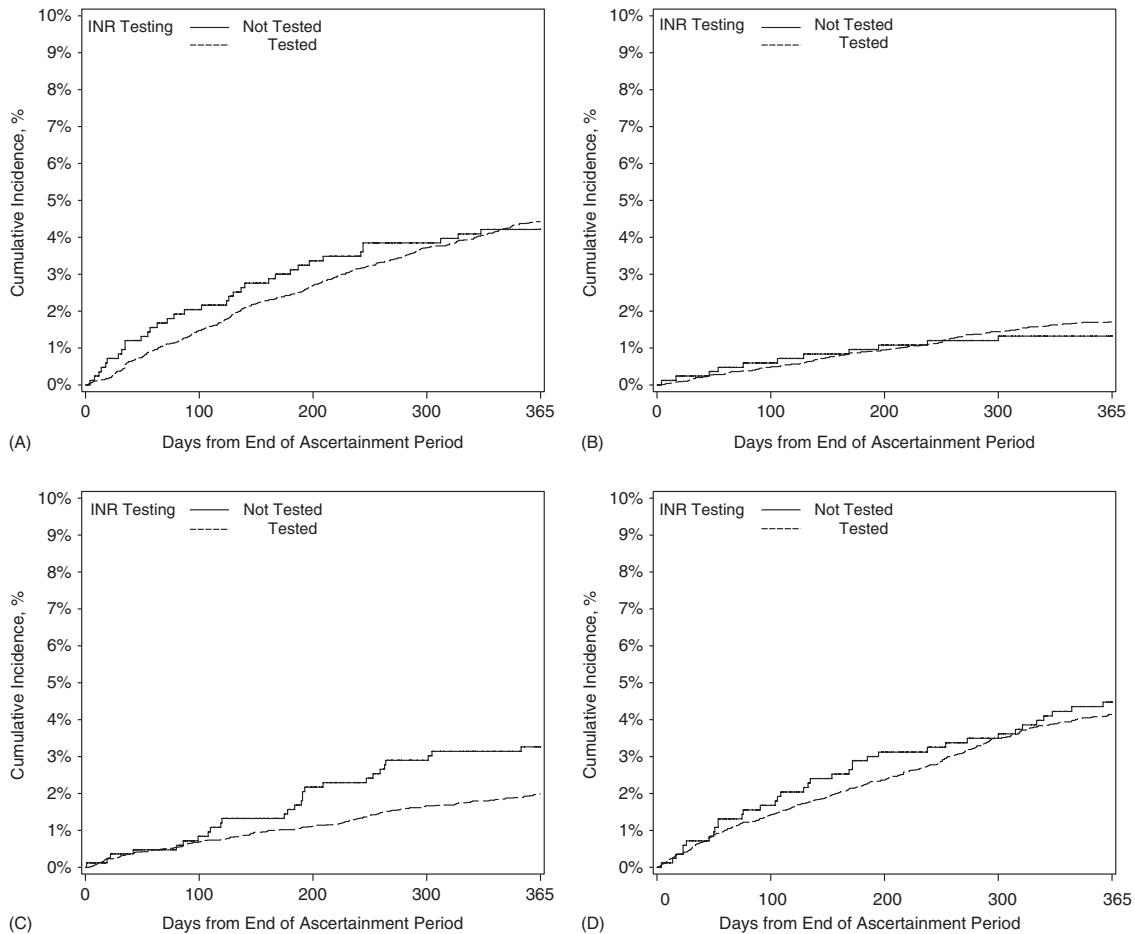 INR Testing Not Tested
Tested
Cumulative Incidence, %
10%
9%
8%
7%
6%
5%
4%
3%
2%
1%
0%
0 100 200 300 365
Days from End of Ascertainment Period
(A)
INR Testing Not Tested
Tested
Cumulative Incidence, %
10%
9%
8%
7%
6%
5%
4%
3%
2%
1%
0%
0 100 200 300 365
Days from End of Ascertainment Period
(B)
INR Testing Not Tested
Tested
Cumulative Incidence, %
10%
9%
8%
7%
6%
5%
4%
3%
2%
1%
0%
0 100 200 300 365
Days from End of Ascertainment Period
(C)
INR Testing Not Tested
Tested
Cumulative Incidence, %
10%
9%
8%
7%
6%
5%
4%
3%
2%
1%
0%
0 100 200 300 365
Days from End of Ascertainment Period
(D)